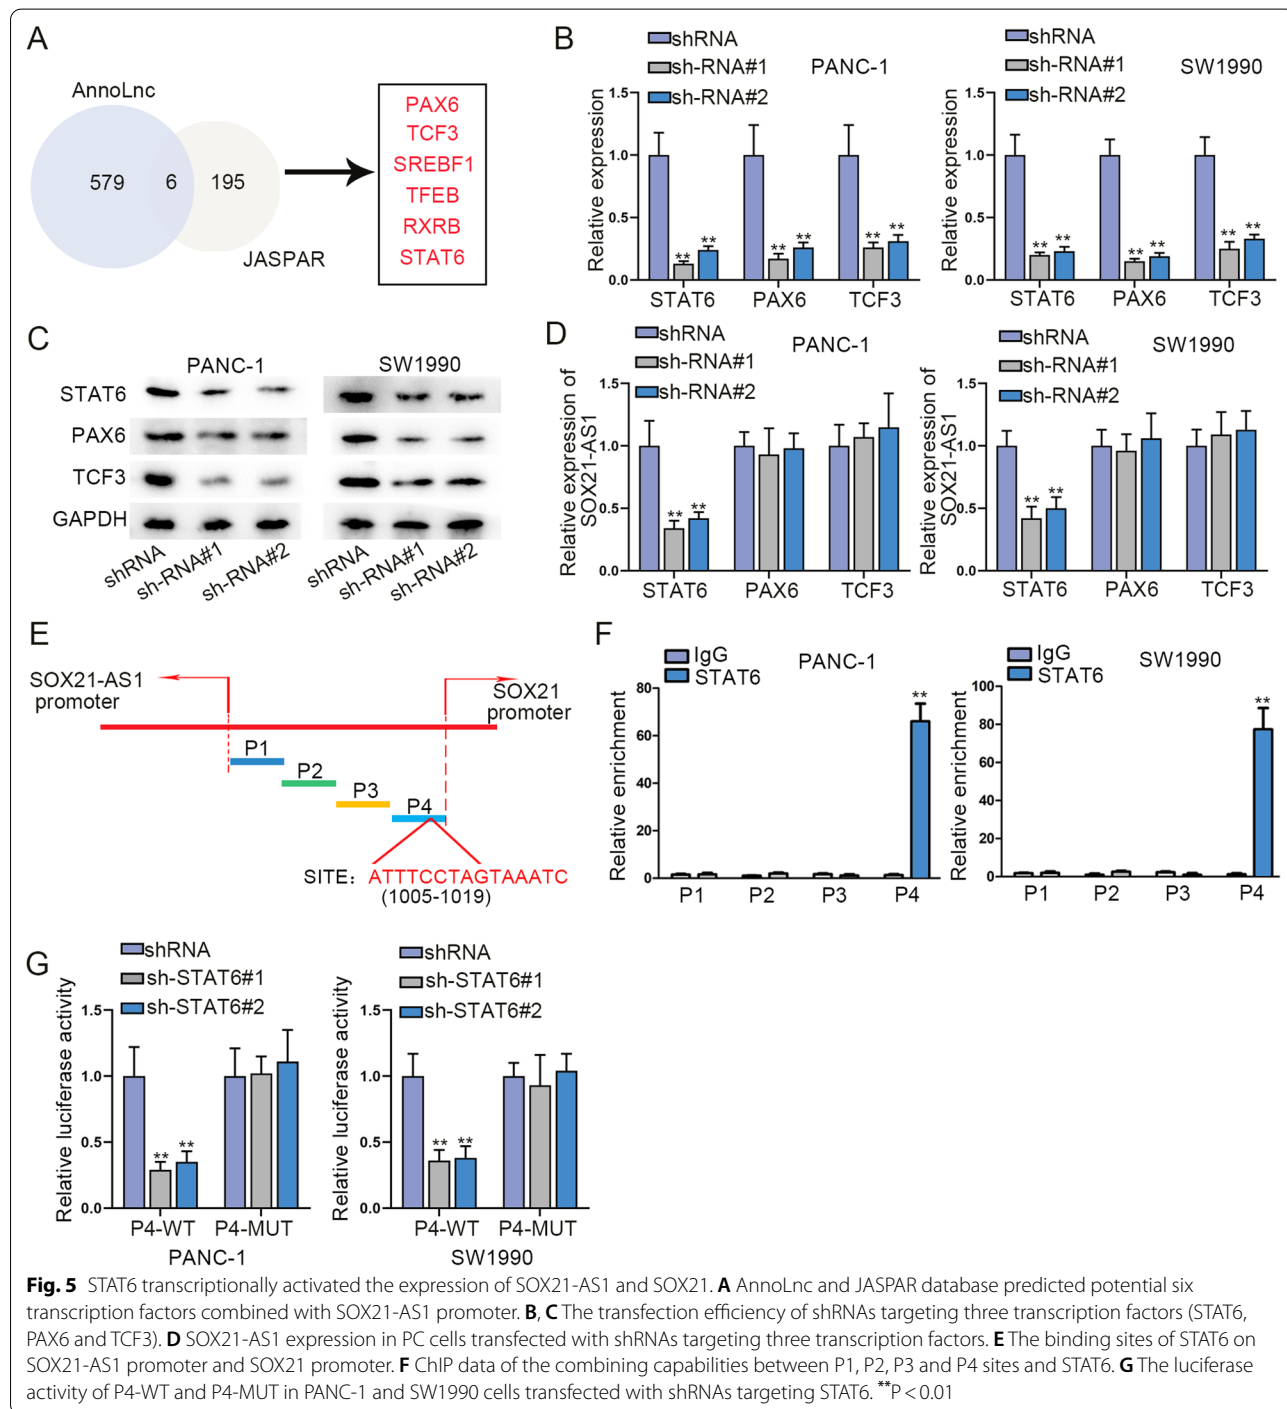 A
AnnoLnc
579
6
195
JASPAR
PAX6
TCF3
SREBF1
TFEB
RXRB
STAT6
B
shRNA
sh-RNA#1
sh-RNA#2
PANC-1
Relative expression
1.5
1.0
0.5
0.0
** ** ** ** ** **
STAT6 PAX6 TCF3
shRNA
sh-RNA#1
sh-RNA#2
SW1990
Relative expression
1.5
1.0
0.5
0.0
** ** ** ** ** **
STAT6 PAX6 TCF3
C
PANC-1 SW1990
STAT6
PAX6
TCF3
GAPDH
shRNA sh-RNA#1 sh-RNA#2 shRNA sh-RNA#1 sh-RNA#2
D
shRNA
sh-RNA#1
sh-RNA#2
PANC-1
Relative expression of
SOX21-AS1
1.5
1.0
0.5
0.0
** **
STAT6 PAX6 TCF3
shRNA
sh-RNA#1
sh-RNA#2
SW1990
Relative expression of
SOX21-AS1
1.5
1.0
0.5
0.0
** **
STAT6 PAX6 TCF3
E
SOX21-AS1
promoter
SOX21
promoter
P1
P2
P3
P4
SITE: ATTTCCTAGTAAATC
(1005-1019)
F
IgG
STAT6
PANC-1
Relative enrichment
80
60
40
20
0
**
P1 P2 P3 P4
IgG
STAT6
SW1990
Relative enrichment
100
80
60
40
20
0
**
P1 P2 P3 P4
G
shRNA
sh-STAT6#1
sh-STAT6#2
Relative luciferase activity
1.5
1.0
0.5
0.0
** **
P4-WT P4-MUT
PANC-1
shRNA
sh-STAT6#1
sh-STAT6#2
Relative luciferase activity
1.5
1.0
0.5
0.0
** **
P4-WT P4-MUT
SW1990
Fig. 5 STAT6 transcriptionally activated the expression of SOX21-AS1 and SOX21. A AnnoLnc and JASPAR database predicted potential six
transcription factors combined with SOX21-AS1 promoter. B, C The transfection efficiency of shRNAs targeting three transcription factors (STAT6,
PAX6 and TCF3). D SOX21-AS1 expression in PC cells transfected with shRNAs targeting three transcription factors. E The binding sites of STAT6 on
SOX21-AS1 promoter and SOX21 promoter. F ChIP data of the combining capabilities between P1, P2, P3 and P4 sites and STAT6. G The luciferase
activity of P4-WT and P4-MUT in PANC-1 and SW1990 cells transfected with shRNAs targeting STAT6. **P < 0.01